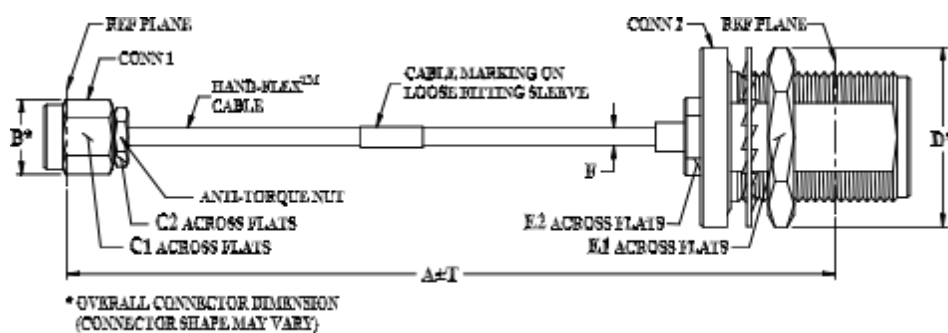 REF PLANE
CONN 1
HAND-FLEX™
CABLE
CABLE MARKING ON
LOOSE FITTING SLEEVE
CONN 2
REF PLANE
B*
D*
F
ANTI-TORQUE NUT
C2 ACROSS FLATS
C1 ACROSS FLATS
E2 ACROSS FLATS
E1 ACROSS FLATS
A±T
* OVERALL CONNECTOR DIMENSION
(CONNECTOR SHAPE MAY VARY)